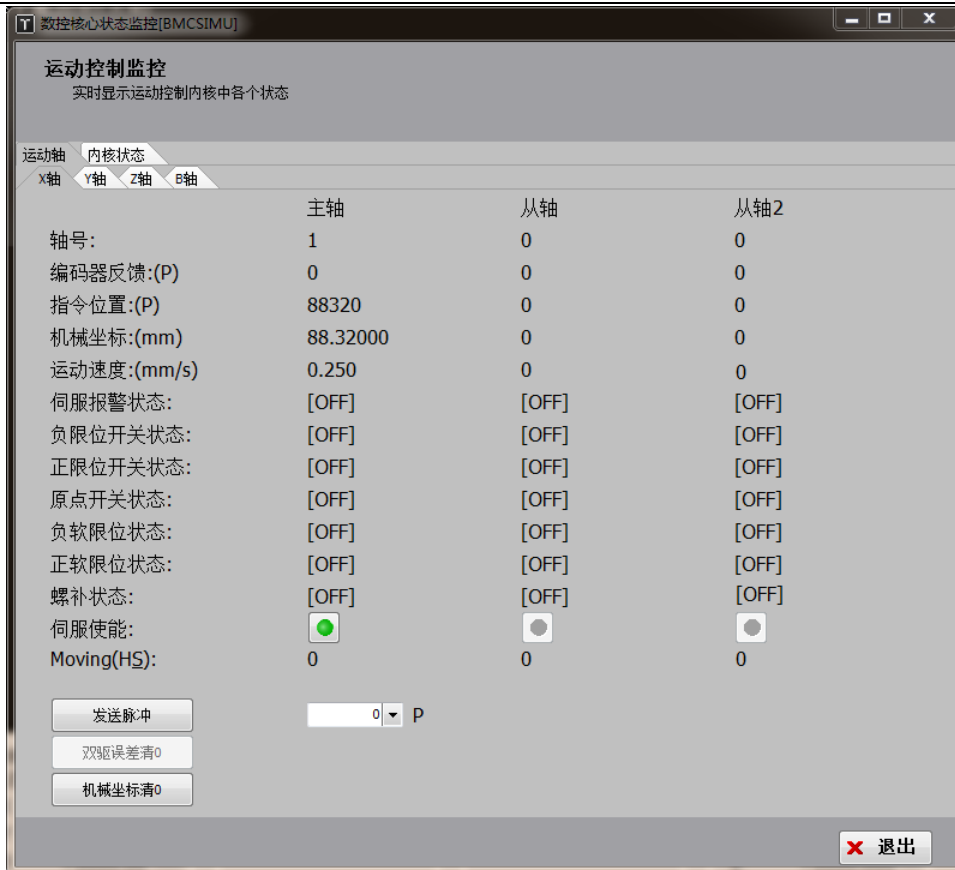 数控核心状态监控[BMCSIMU]
运动控制监控
实时显示运动控制内核中各个状态
运动轴 内核状态
X轴 Y轴 Z轴 B轴
主轴 从轴 从轴2
轴号: 1 0 0
编码器反馈:(P) 0 0 0
指令位置:(P) 88320 0 0
机械坐标:(mm) 88.32000 0 0
运动速度:(mm/s) 0.250 0 0
伺服报警状态: [OFF] [OFF] [OFF]
负限位开关状态: [OFF] [OFF] [OFF]
正限位开关状态: [OFF] [OFF] [OFF]
原点开关状态: [OFF] [OFF] [OFF]
负软限位状态: [OFF] [OFF] [OFF]
正软限位状态: [OFF] [OFF] [OFF]
螺补状态: [OFF] [OFF] [OFF]
伺服使能:
Moving(HS): 0 0 0
发送脉冲 0 P
双驱误差清0
机械坐标清0
退出